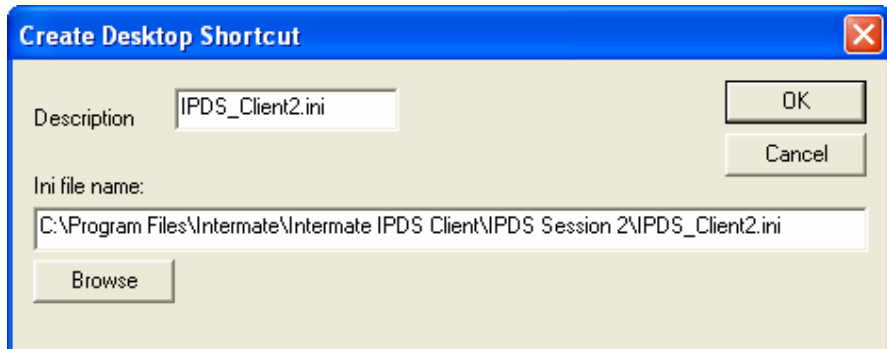 Create Desktop Shortcut
Description
IPDS_Client2.ini
OK
Cancel
Ini file name:
C:\Program Files\Intermate\Intermate IPDS Client\IPDS Session 2\IPDS_Client2.ini
Browse